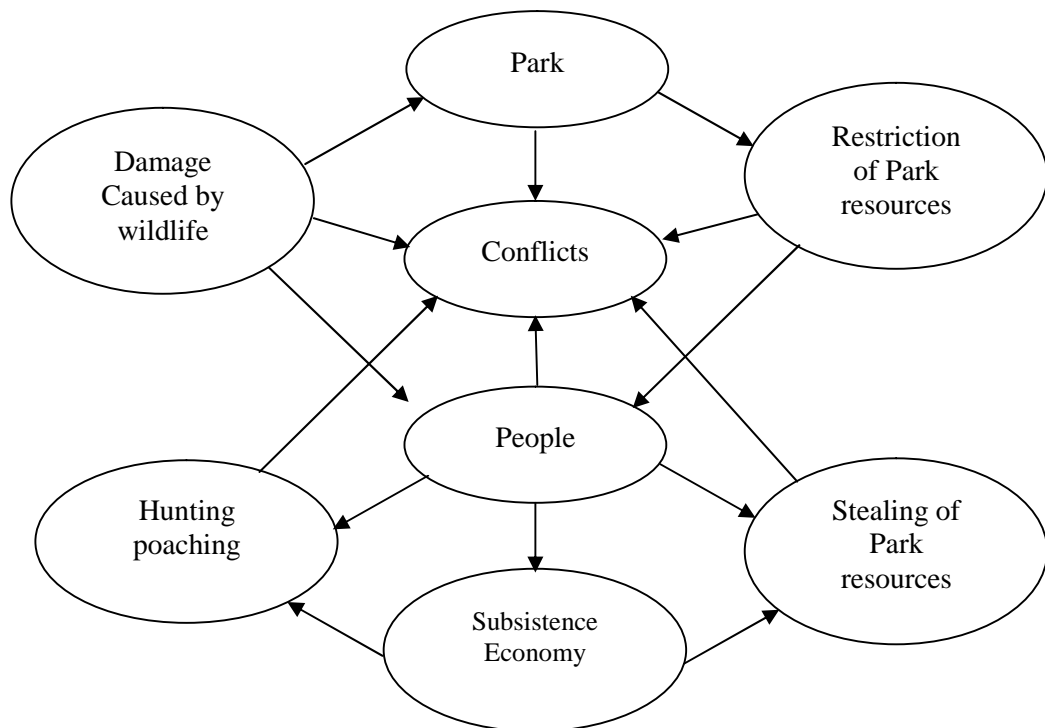 Park
Damage
Caused by
wildlife
Restriction
of Park
resources
Conflicts
People
Hunting
poaching
Stealing of
Park
resources
Subsistence
Economy